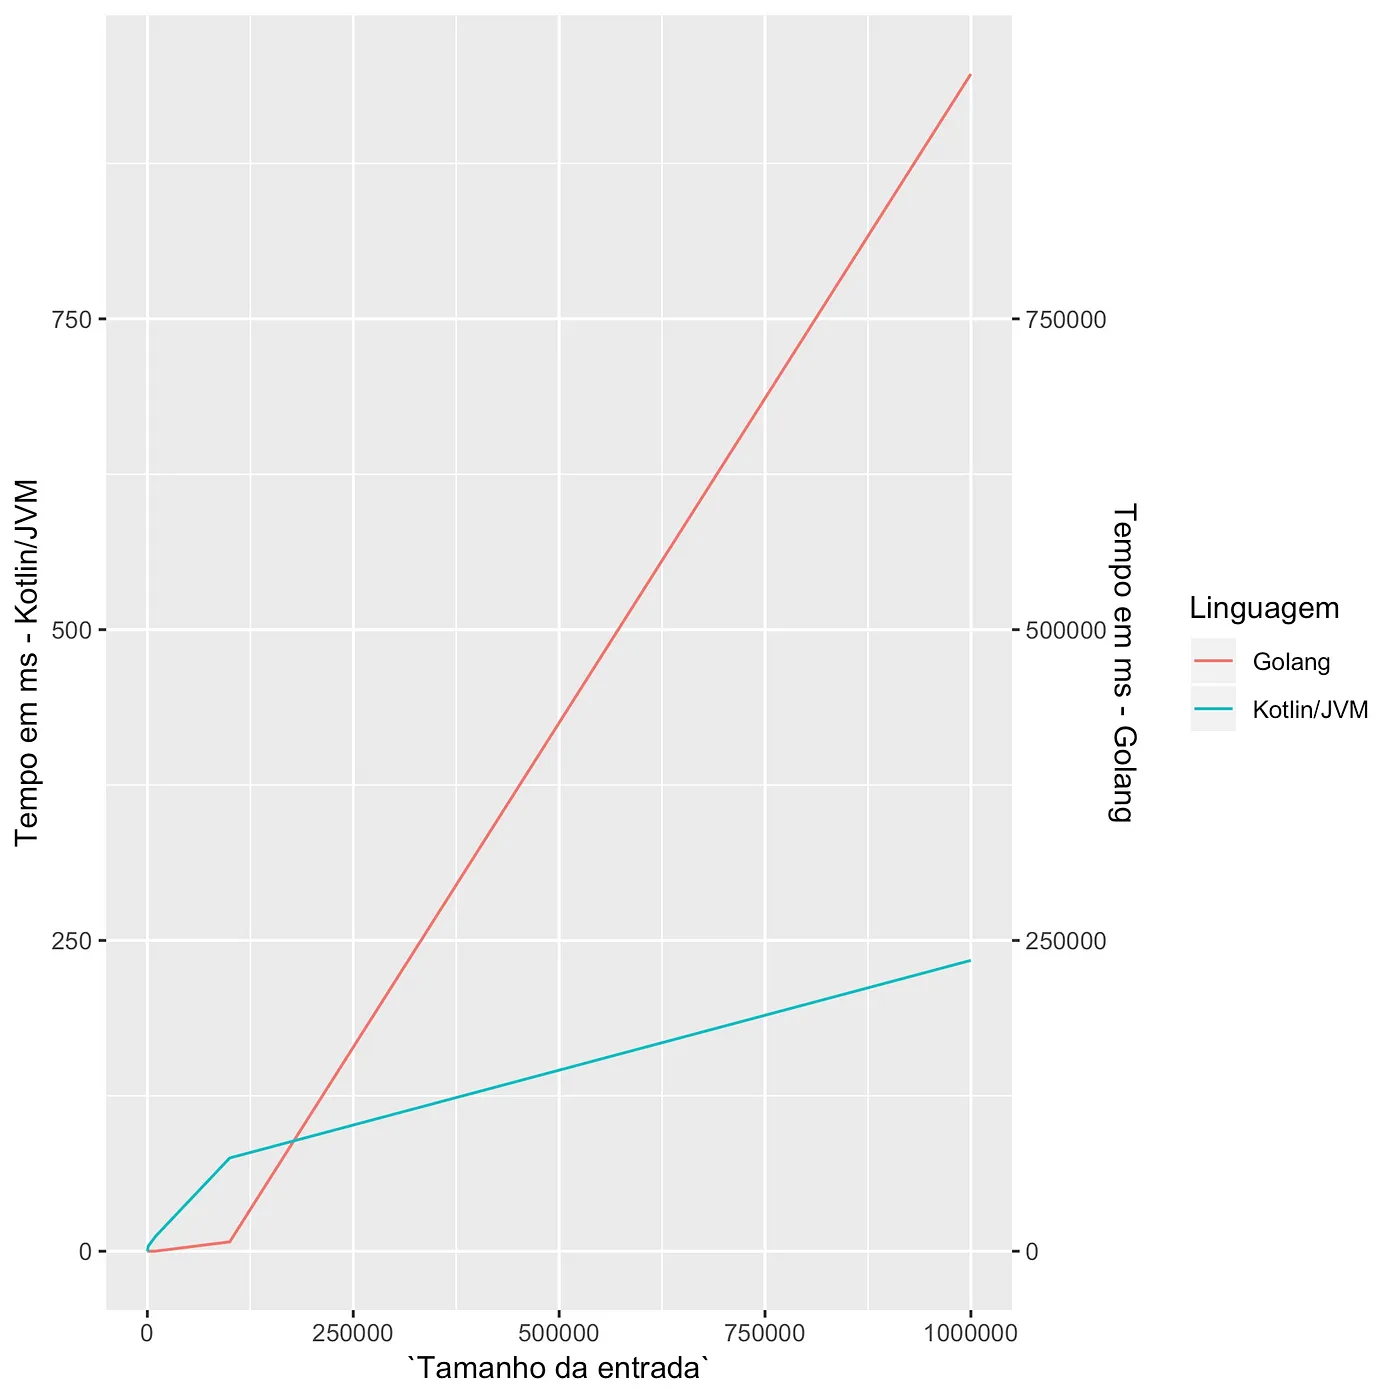 Tempo em ms - Kotlin/JVM
750
500
250
0
0
250000
500000
750000
1000000
`Tamanho da entrada`
750000
500000
250000
0
Tempo em ms - Golang
Linguagem
Golang
Kotlin/JVM